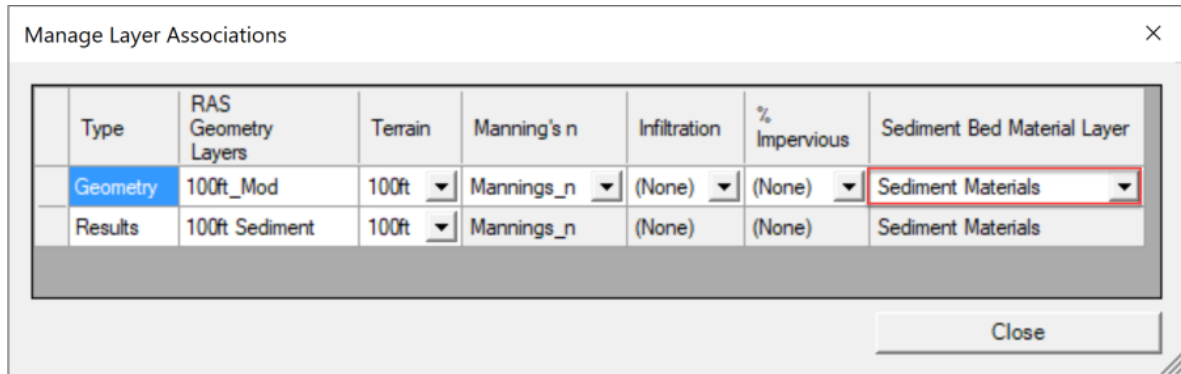 Manage Layer Associations
Type RAS Geometry Layers Terrain Manning's n Infiltration % Impervious Sediment Bed Material Layer
Geometry 100ft_Mod 100ft Mannings_n (None) (None) Sediment Materials
Results 100ft Sediment 100ft Mannings_n (None) (None) Sediment Materials
Close